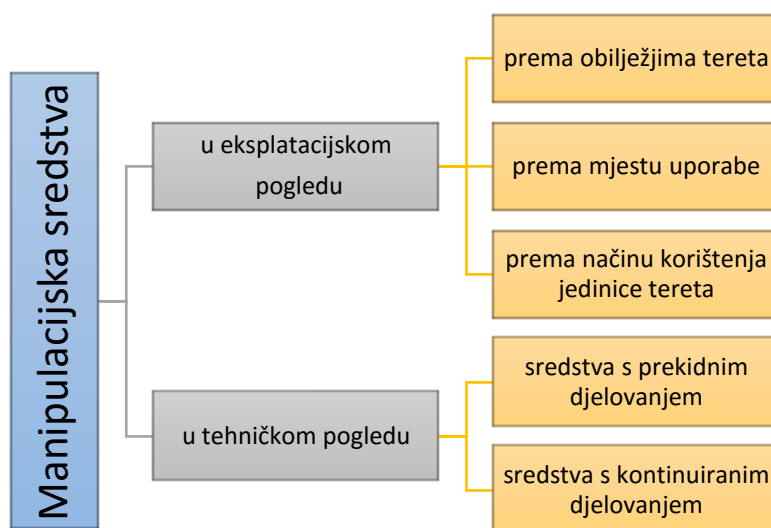 Manipulacijska sredstva
u eksplatacijskom
pogledu
prema obilježjima tereta
prema mjestu uporabe
prema načinu korištenja
jedinice tereta
u tehničkom pogledu
sredstva s prekidnim
djelovanjem
sredstva s kontinuiranim
djelovanjem